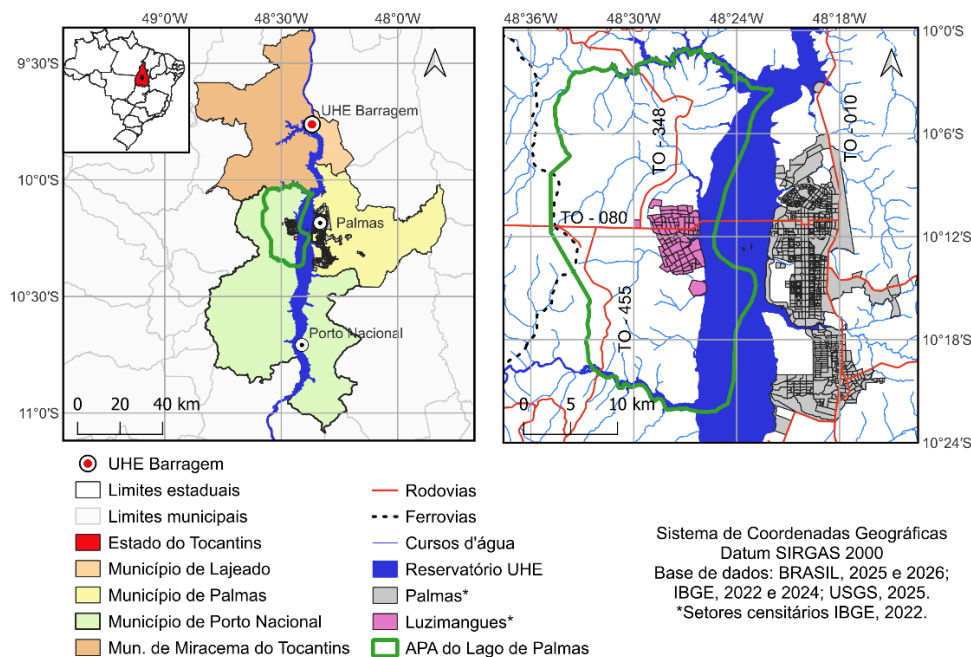 49°0'W 48°30'W 48°0'W
9°30'S
10°0'S
10°30'S
11°0'S
UHE Barragem
Palmas
Porto Nacional
0 20 40 km
48°36'W 48°30'W 48°24'W 48°18'W
10°0'S
10°6'S
10°12'S
10°18'S
10°24'S
TO - 348
TO - 010
TO - 080
TO - 455
0 5 10 km
UHE Barragem
Limites estaduais
Limites municipais
Estado do Tocantins
Município de Lajeado
Município de Palmas
Município de Porto Nacional
Mun. de Miracema do Tocantins
Rodovias
Ferrovias
Cursos d'água
Reservatório UHE
Palmas*
Luzimangues*
APA do Lago de Palmas
Sistema de Coordenadas Geográficas
Datum SIRGAS 2000
Base de dados: BRASIL, 2025 e 2026;
IBGE, 2022 e 2024; USGS, 2025.
*Setores censitários IBGE, 2022.